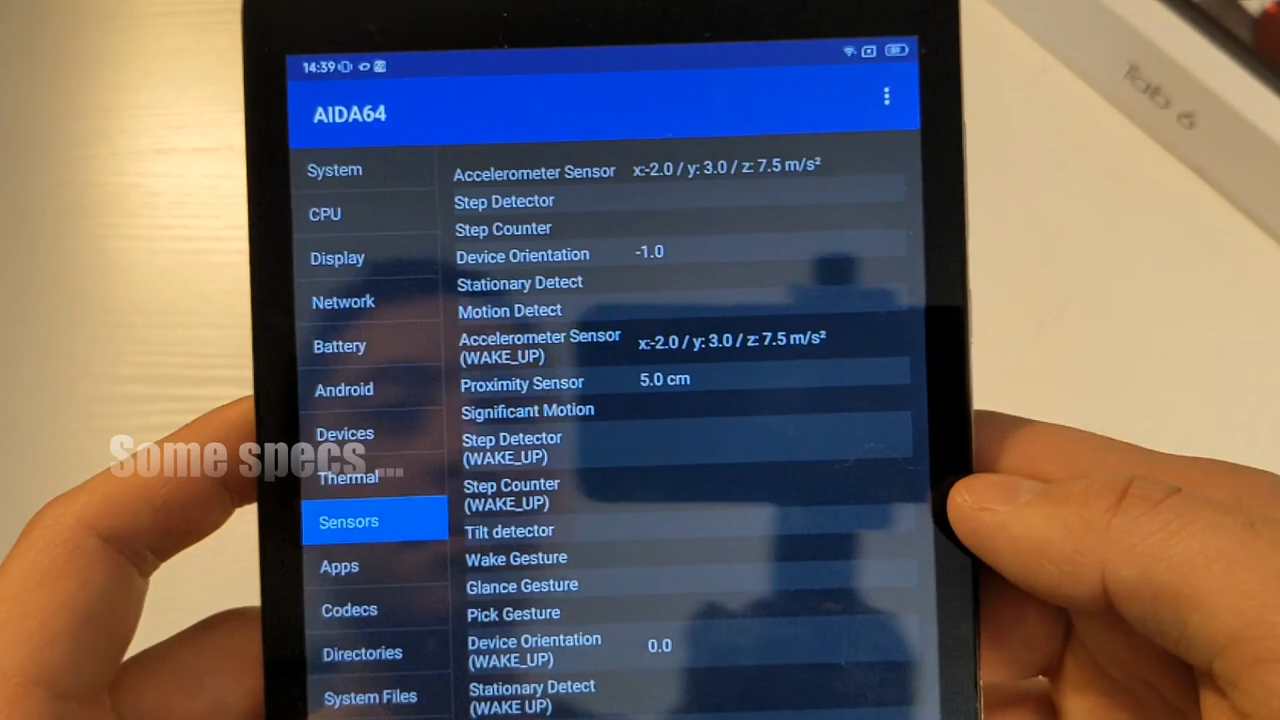 Tab 6
14:39
AIDA64
System
CPU
Display
Network
Battery
Android
Devices
Thermal
Sensors
Apps
Codecs
Directories
System Files
Accelerometer Sensor x:-2.0 / y: 3.0 / z: 7.5 m/s²
Step Detector
Step Counter
Device Orientation -1.0
Stationary Detect
Motion Detect
Accelerometer Sensor
(WAKE_UP) x:-2.0 / y: 3.0 / z: 7.5 m/s²
Proximity Sensor 5.0 cm
Significant Motion
Step Detector
(WAKE_UP)
Step Counter
(WAKE_UP)
Tilt detector
Wake Gesture
Glance Gesture
Pick Gesture
Device Orientation
(WAKE_UP) 0.0
Stationary Detect
(WAKE UP)
Some specs ...